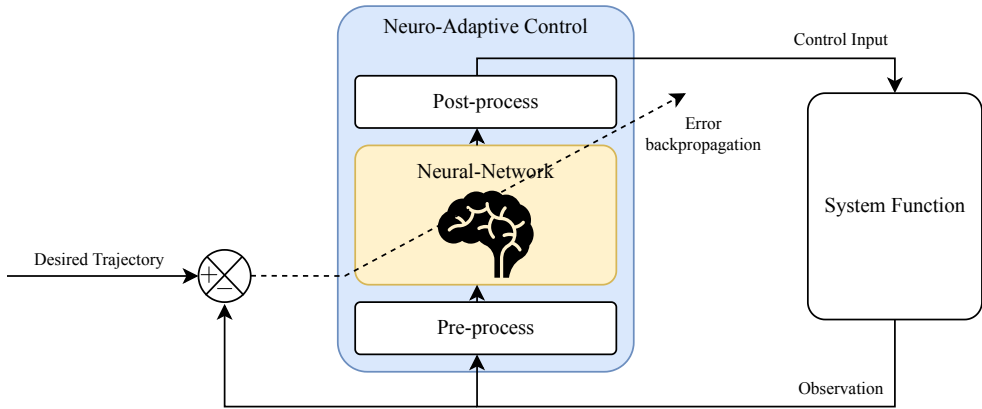 Neuro-Adaptive Control
Control Input
Post-process
Error
backpropagation
Neural-Network
System Function
Desired Trajectory
+
−
Pre-process
Observation